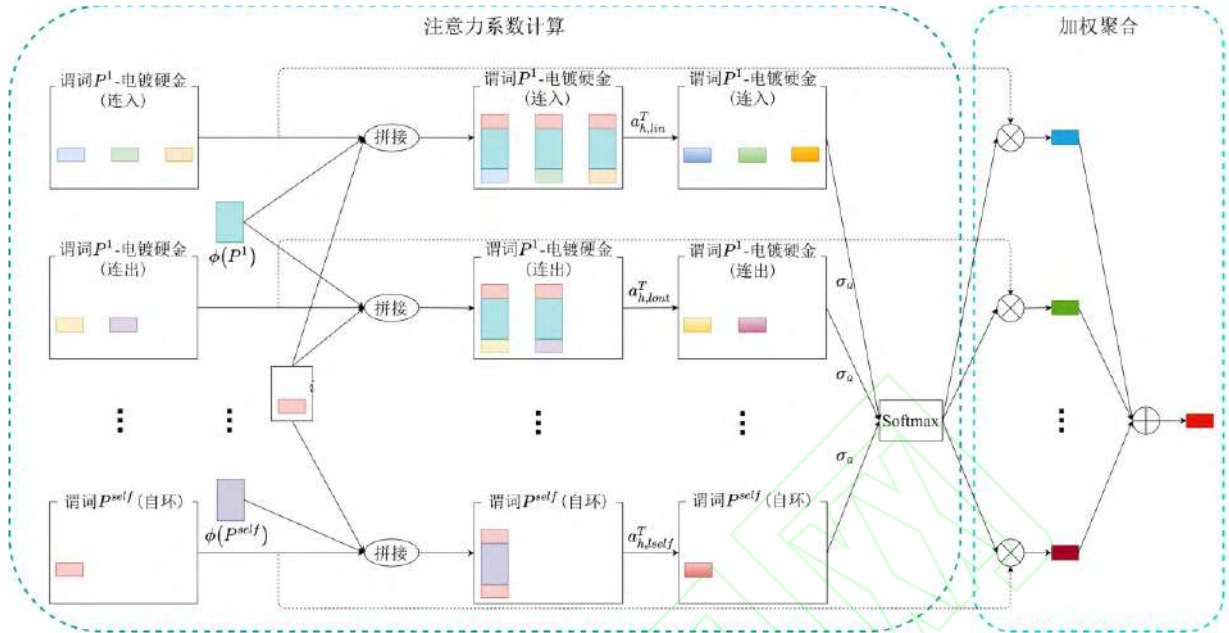 注意力系数计算
加权聚合
谓词P¹-电镀硬金
(连入)
拼接
谓词P¹-电镀硬金
(连入)
a^T_{h,lin}
谓词P¹-电镀硬金
(连入)
ϕ(P¹)
谓词P¹-电镀硬金
(连出)
拼接
谓词P¹-电镀硬金
(连出)
a^T_{h,lout}
谓词P¹-电镀硬金
(连出)
σ_a
i
σ_a
Softmax
σ_a
谓词P^{self}(自环)
ϕ(P^{self})
拼接
谓词P^{self}(自环)
a^T_{h,lself}
谓词P^{self}(自环)